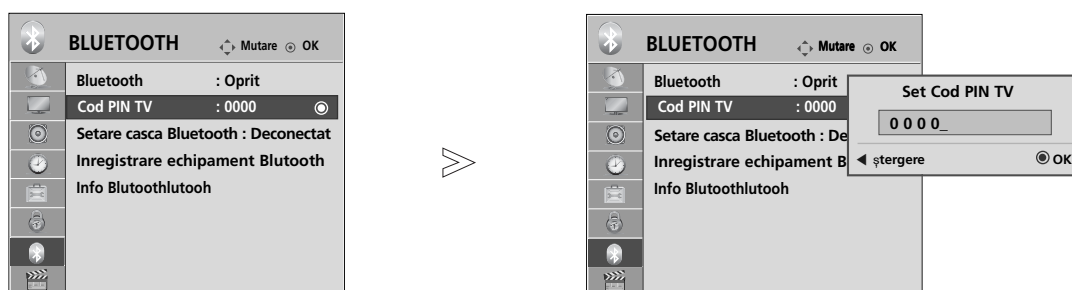 BLUETOOTH Mutare OK
Bluetooth : Oprit
Cod PIN TV : 0000
Setare casca Bluetooth : Deconectat
Inregistrare echipament Blutooth
Info Blutoothlutooh
BLUETOOTH Mutare OK
Bluetooth : Oprit
Cod PIN TV : 0000
Setare casca Bluetooth : De
Inregistrare echipament B
Info Blutoothlutooh
Set Cod PIN TV
0 0 0 0_
ștergere OK